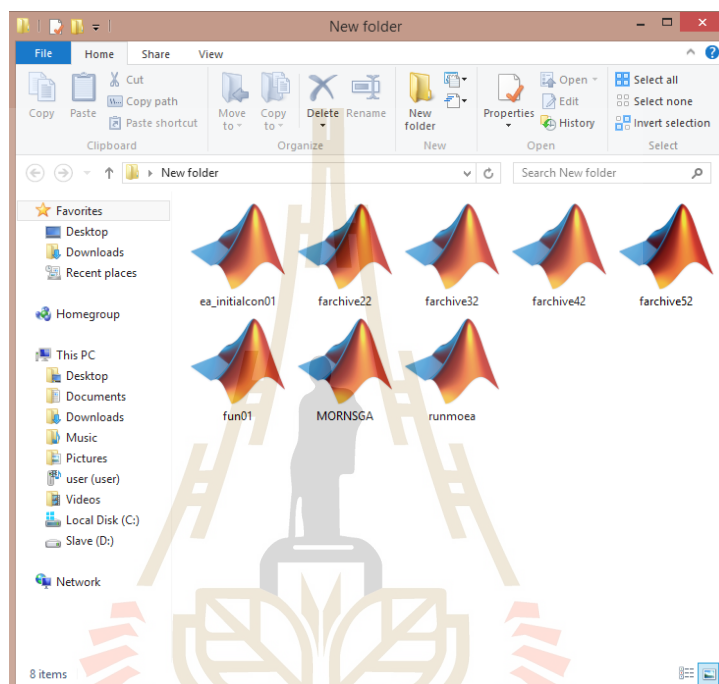 New folder
File Home Share View
Copy Paste Cut Copy path Paste shortcut
Clipboard
Move to Copy to Delete Rename
Organize
New folder
New
Properties Open Edit History
Open
Select all Select none Invert selection
Select
New folder
Search New folder
Favorites
Desktop
Downloads
Recent places
Homegroup
This PC
Desktop
Documents
Downloads
Music
Pictures
user (user)
Videos
Local Disk (C:)
Slave (D:)
Network
ea_initialcon01 farchive22 farchive32 farchive42 farchive52
fun01 MORNSGA runmoea
8 items